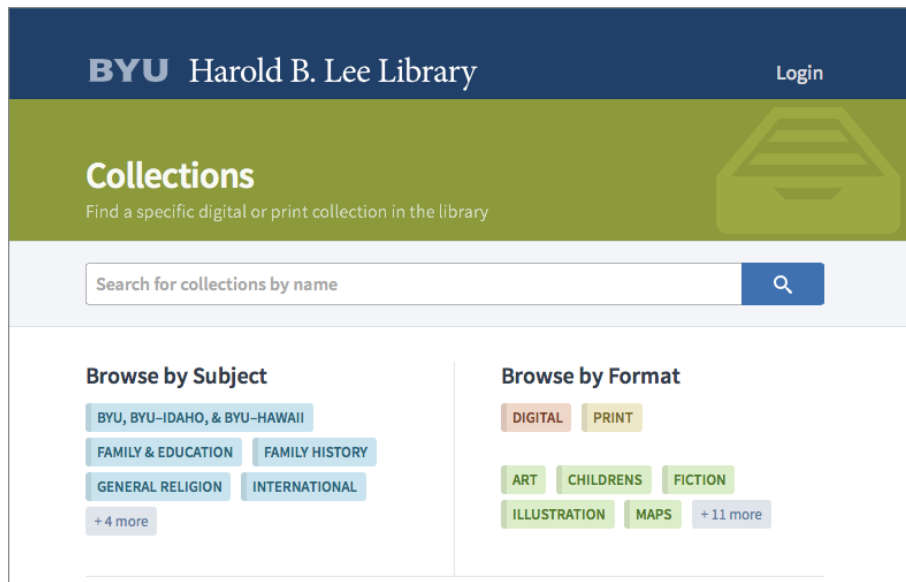 BYU Harold B. Lee Library
Login
Collections
Find a specific digital or print collection in the library
Search for collections by name
Browse by Subject
BYU, BYU–IDAHO, & BYU–HAWAII
FAMILY & EDUCATION FAMILY HISTORY
GENERAL RELIGION INTERNATIONAL
+ 4 more
Browse by Format
DIGITAL PRINT
ART CHILDRENS FICTION
ILLUSTRATION MAPS + 11 more